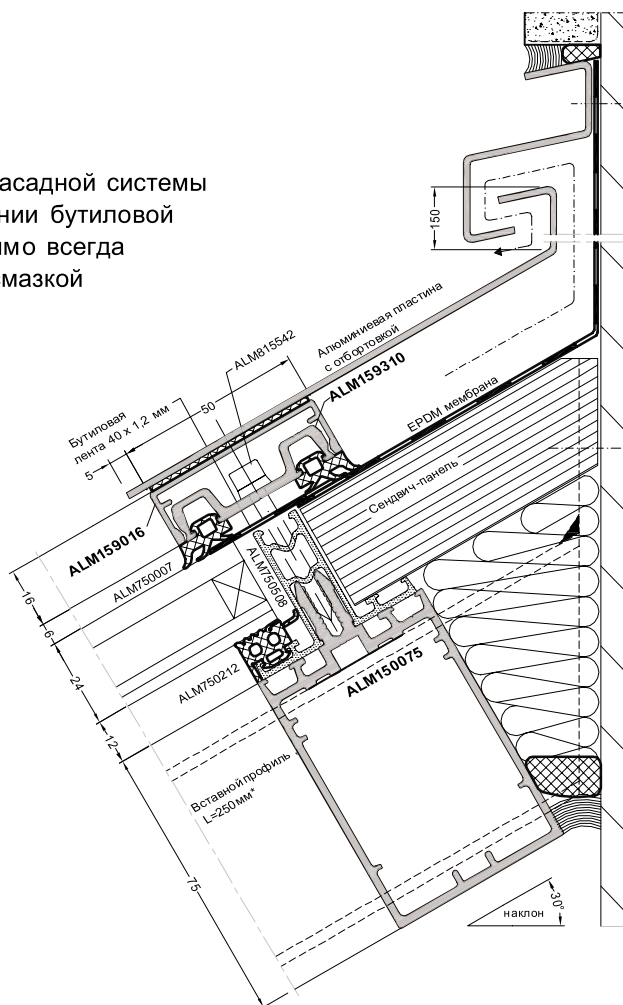 асадной системы
нии бутиловой
имо всегда
смазкой
150
ALM815542
Алюминиевая пластина
с отбортовкой
50
ALM159310
Бутиловая
лента 40 x 1,2 мм
5
EPDM мембрана
Сендвич-панель
ALM159016
ALM750007
ALM750508
16
6
24
12
75
ALM750212
ALM150075
Вставной профиль
L=250мм*
30°
наклон